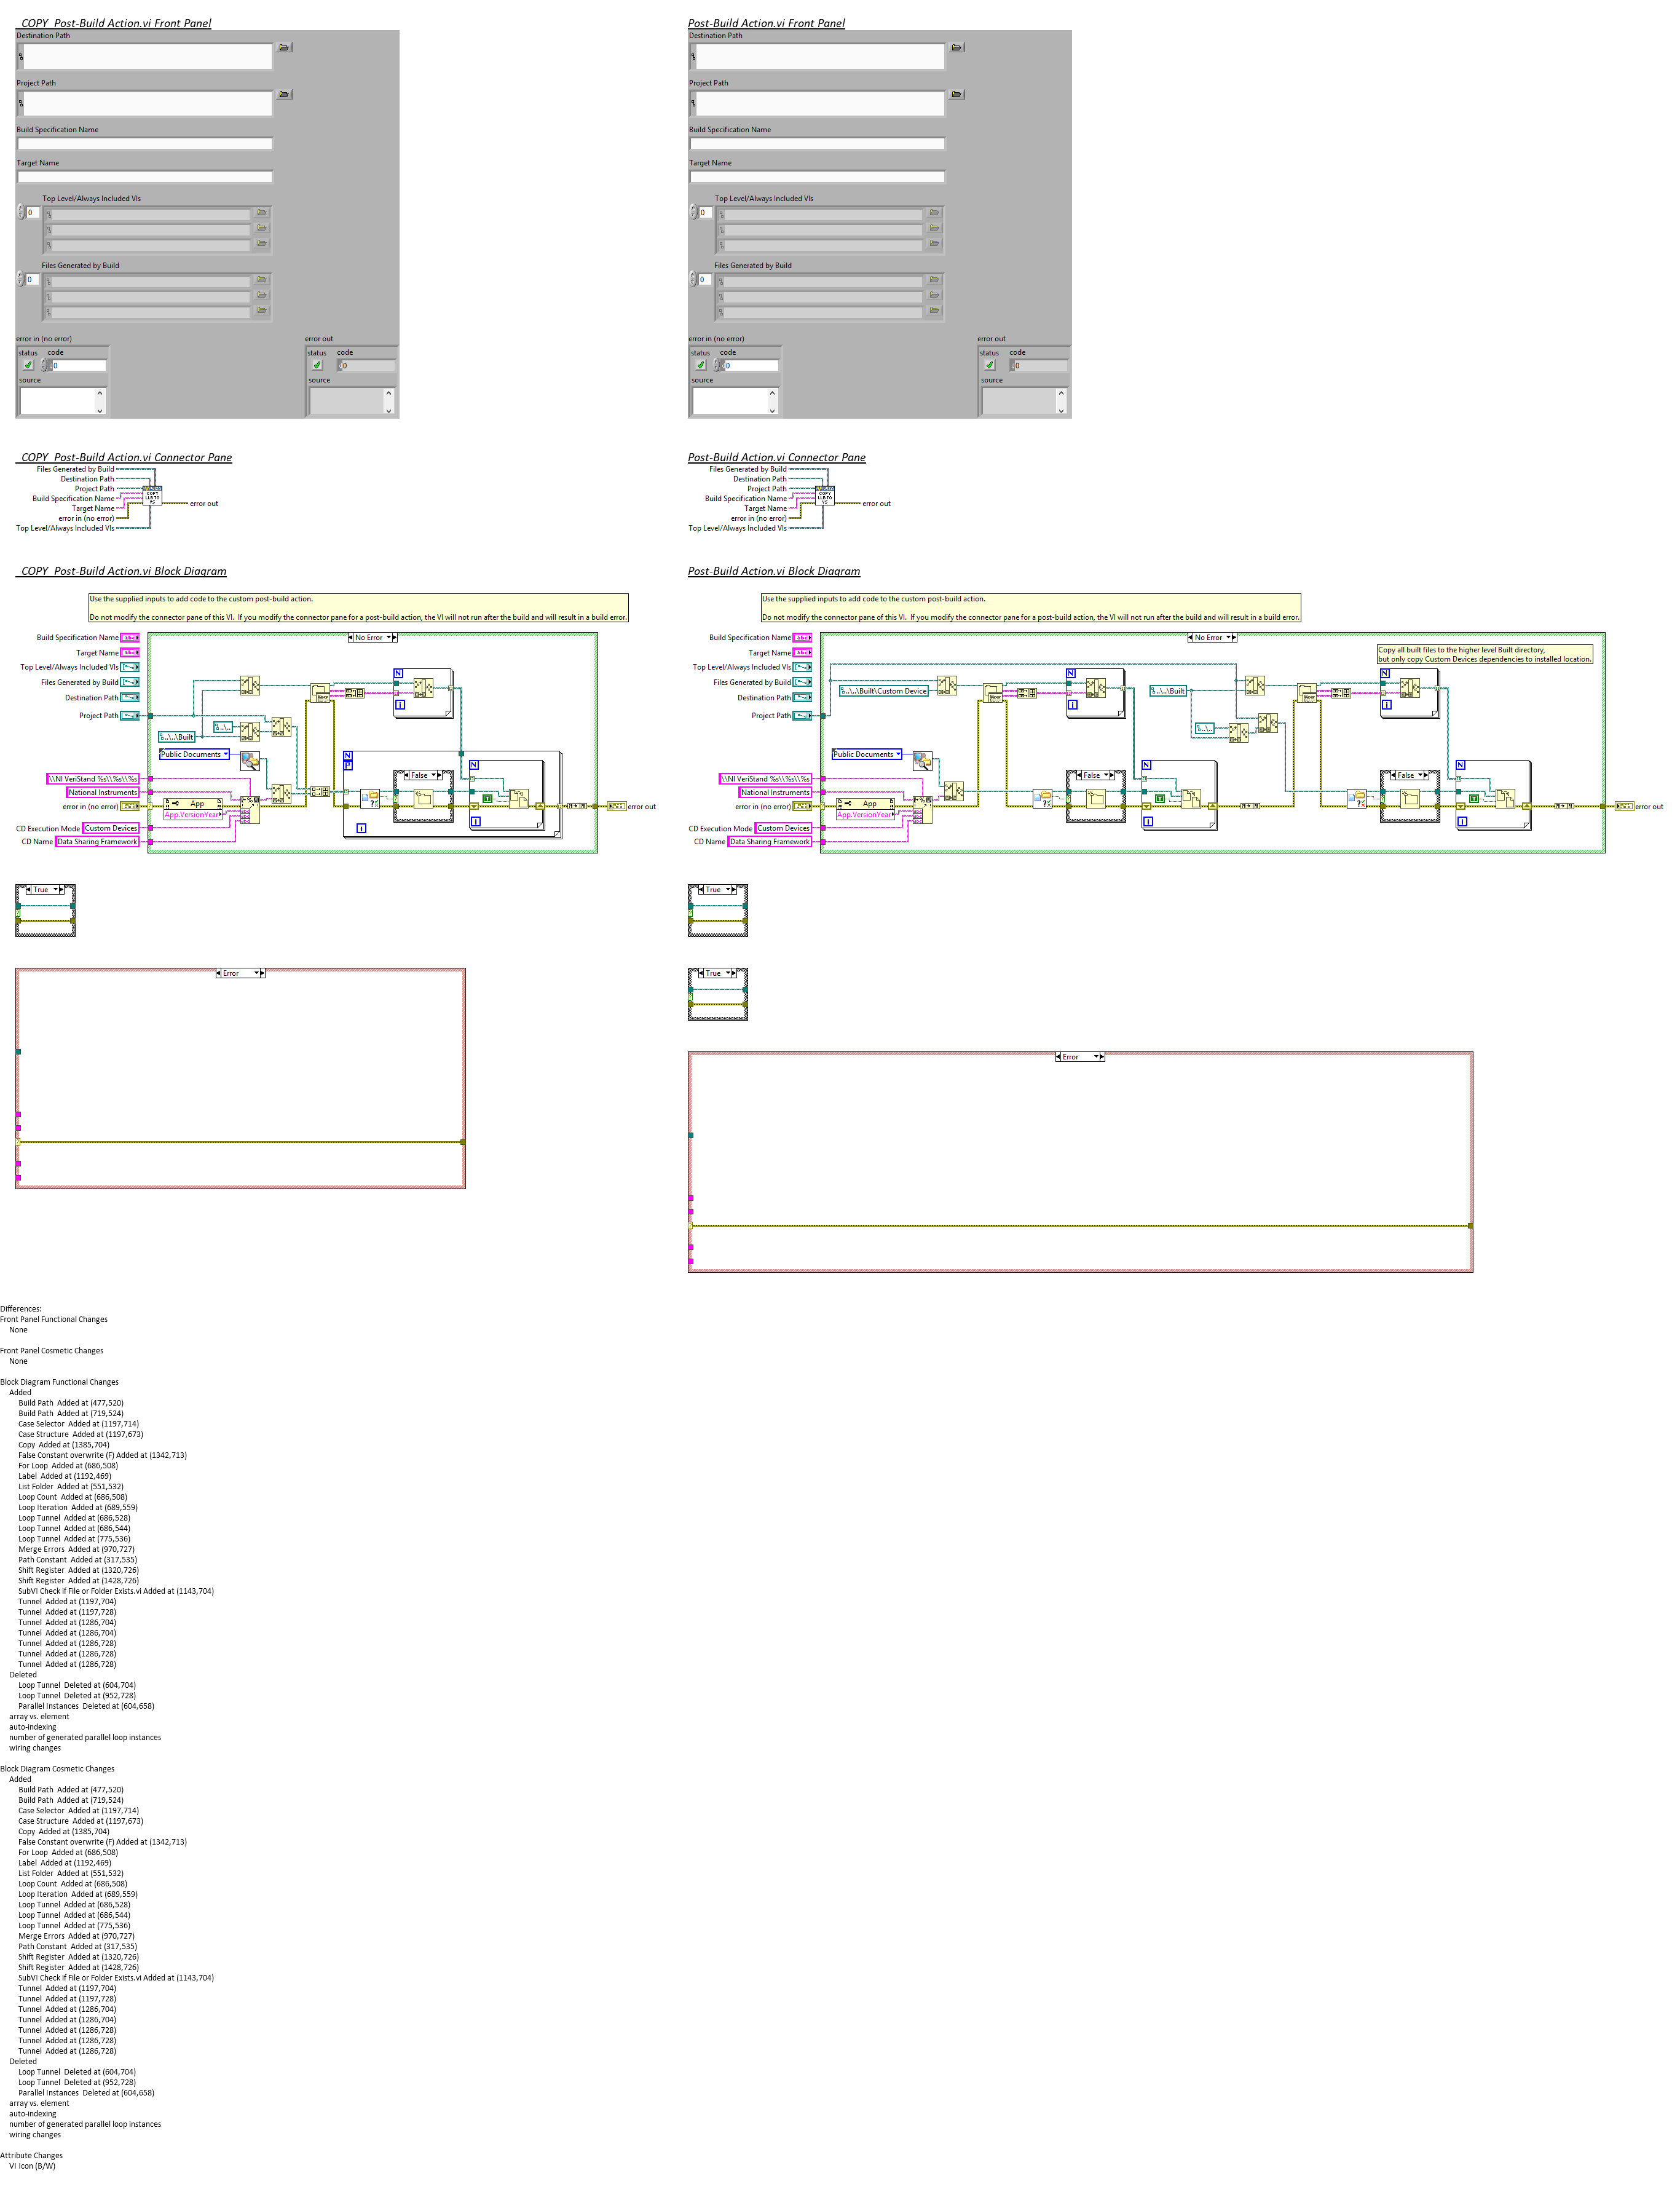 _COPY_Post-Build Action.vi Front Panel
Destination Path
Project Path
Build Specification Name
Target Name
Top Level/Always Included VIs
0
Files Generated by Build
0
error in (no error)
status code
0
source
error out
status code
0
source
Post-Build Action.vi Front Panel
Destination Path
Project Path
Build Specification Name
Target Name
Top Level/Always Included VIs
0
Files Generated by Build
0
error in (no error)
status code
0
source
error out
status code
0
source
_COPY_Post-Build Action.vi Connector Pane
Files Generated by Build
Destination Path
Project Path
Build Specification Name
Target Name
error in (no error)
Top Level/Always Included VIs
COPY
LLB TO
VS
error out
Post-Build Action.vi Connector Pane
Files Generated by Build
Destination Path
Project Path
Build Specification Name
Target Name
error in (no error)
Top Level/Always Included VIs
COPY
LLB TO
VS
error out
_COPY_Post-Build Action.vi Block Diagram
Use the supplied inputs to add code to the custom post-build action.
Do not modify the connector pane of this VI. If you modify the connector pane for a post-build action, the VI will not run after the build and will result in a build error.
Build Specification Name
Target Name
Top Level/Always Included VIs
Files Generated by Build
Destination Path
Project Path
No Error
N
i
..\..
..\..\Built
Public Documents
N
P
False
N
T
i
i
\\NI VeriStand %s\\%s\\%s
National Instruments
error in (no error)
App
App.VersionYear
CD Execution Mode Custom Devices
CD Name Data Sharing Framework
error out
Post-Build Action.vi Block Diagram
Use the supplied inputs to add code to the custom post-build action.
Do not modify the connector pane of this VI. If you modify the connector pane for a post-build action, the VI will not run after the build and will result in a build error.
Build Specification Name
Target Name
Top Level/Always Included VIs
Files Generated by Build
Destination Path
Project Path
No Error
Copy all built files to the higher level Built directory,
but only copy Custom Devices dependencies to installed location.
..\..\Built\Custom Device
N
i
..\..\Built
..\..
N
i
Public Documents
False
N
T
i
False
N
T
i
\\NI VeriStand %s\\%s\\%s
National Instruments
error in (no error)
App
App.VersionYear
CD Execution Mode Custom Devices
CD Name Data Sharing Framework
error out
True
True
True
Error
Error
Differences:
Front Panel Functional Changes
None
Front Panel Cosmetic Changes
None
Block Diagram Functional Changes
Added
Build Path Added at (477,520)
Build Path Added at (719,524)
Case Selector Added at (1197,714)
Case Structure Added at (1197,673)
Copy Added at (1385,704)
False Constant overwrite (F) Added at (1342,713)
For Loop Added at (686,508)
Label Added at (1192,469)
List Folder Added at (551,532)
Loop Count Added at (686,508)
Loop Iteration Added at (689,559)
Loop Tunnel Added at (686,528)
Loop Tunnel Added at (686,544)
Loop Tunnel Added at (775,536)
Merge Errors Added at (970,727)
Path Constant Added at (317,535)
Shift Register Added at (1320,726)
Shift Register Added at (1428,726)
SubVI Check if File or Folder Exists.vi Added at (1143,704)
Tunnel Added at (1197,704)
Tunnel Added at (1197,728)
Tunnel Added at (1286,704)
Tunnel Added at (1286,704)
Tunnel Added at (1286,728)
Tunnel Added at (1286,728)
Tunnel Added at (1286,728)
Deleted
Loop Tunnel Deleted at (604,704)
Loop Tunnel Deleted at (952,728)
Parallel Instances Deleted at (604,658)
array vs. element
auto-indexing
number of generated parallel loop instances
wiring changes
Block Diagram Cosmetic Changes
Added
Build Path Added at (477,520)
Build Path Added at (719,524)
Case Selector Added at (1197,714)
Case Structure Added at (1197,673)
Copy Added at (1385,704)
False Constant overwrite (F) Added at (1342,713)
For Loop Added at (686,508)
Label Added at (1192,469)
List Folder Added at (551,532)
Loop Count Added at (686,508)
Loop Iteration Added at (689,559)
Loop Tunnel Added at (686,528)
Loop Tunnel Added at (686,544)
Loop Tunnel Added at (775,536)
Merge Errors Added at (970,727)
Path Constant Added at (317,535)
Shift Register Added at (1320,726)
Shift Register Added at (1428,726)
SubVI Check if File or Folder Exists.vi Added at (1143,704)
Tunnel Added at (1197,704)
Tunnel Added at (1197,728)
Tunnel Added at (1286,704)
Tunnel Added at (1286,704)
Tunnel Added at (1286,728)
Tunnel Added at (1286,728)
Tunnel Added at (1286,728)
Deleted
Loop Tunnel Deleted at (604,704)
Loop Tunnel Deleted at (952,728)
Parallel Instances Deleted at (604,658)
array vs. element
auto-indexing
number of generated parallel loop instances
wiring changes
Attribute Changes
VI Icon (B/W)